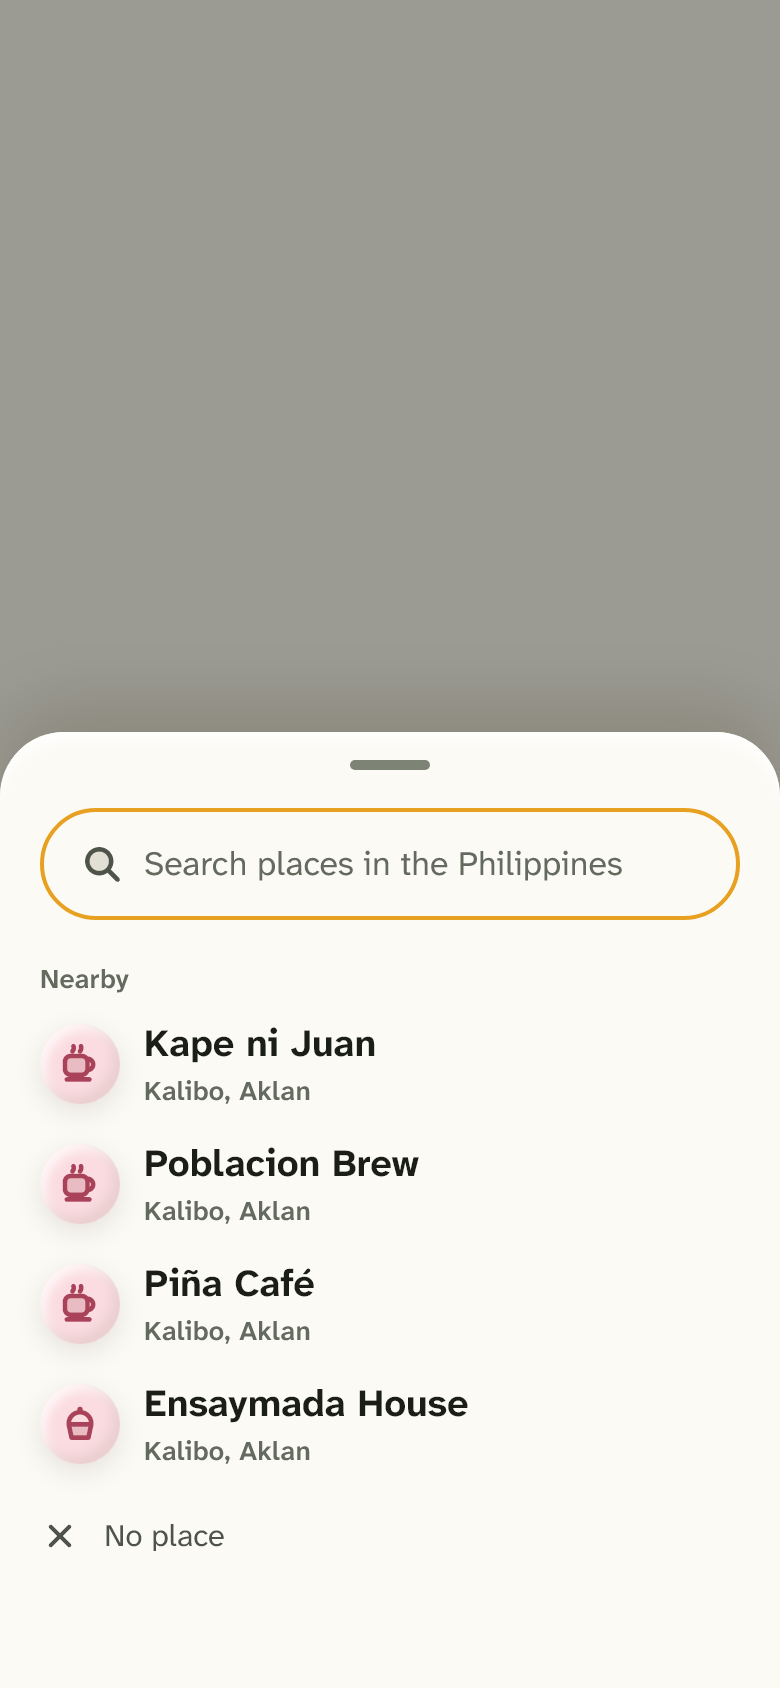 Search places in the Philippines
Nearby
Kape ni Juan
Kalibo, Aklan
Poblacion Brew
Kalibo, Aklan
Piña Café
Kalibo, Aklan
Ensaymada House
Kalibo, Aklan
No place